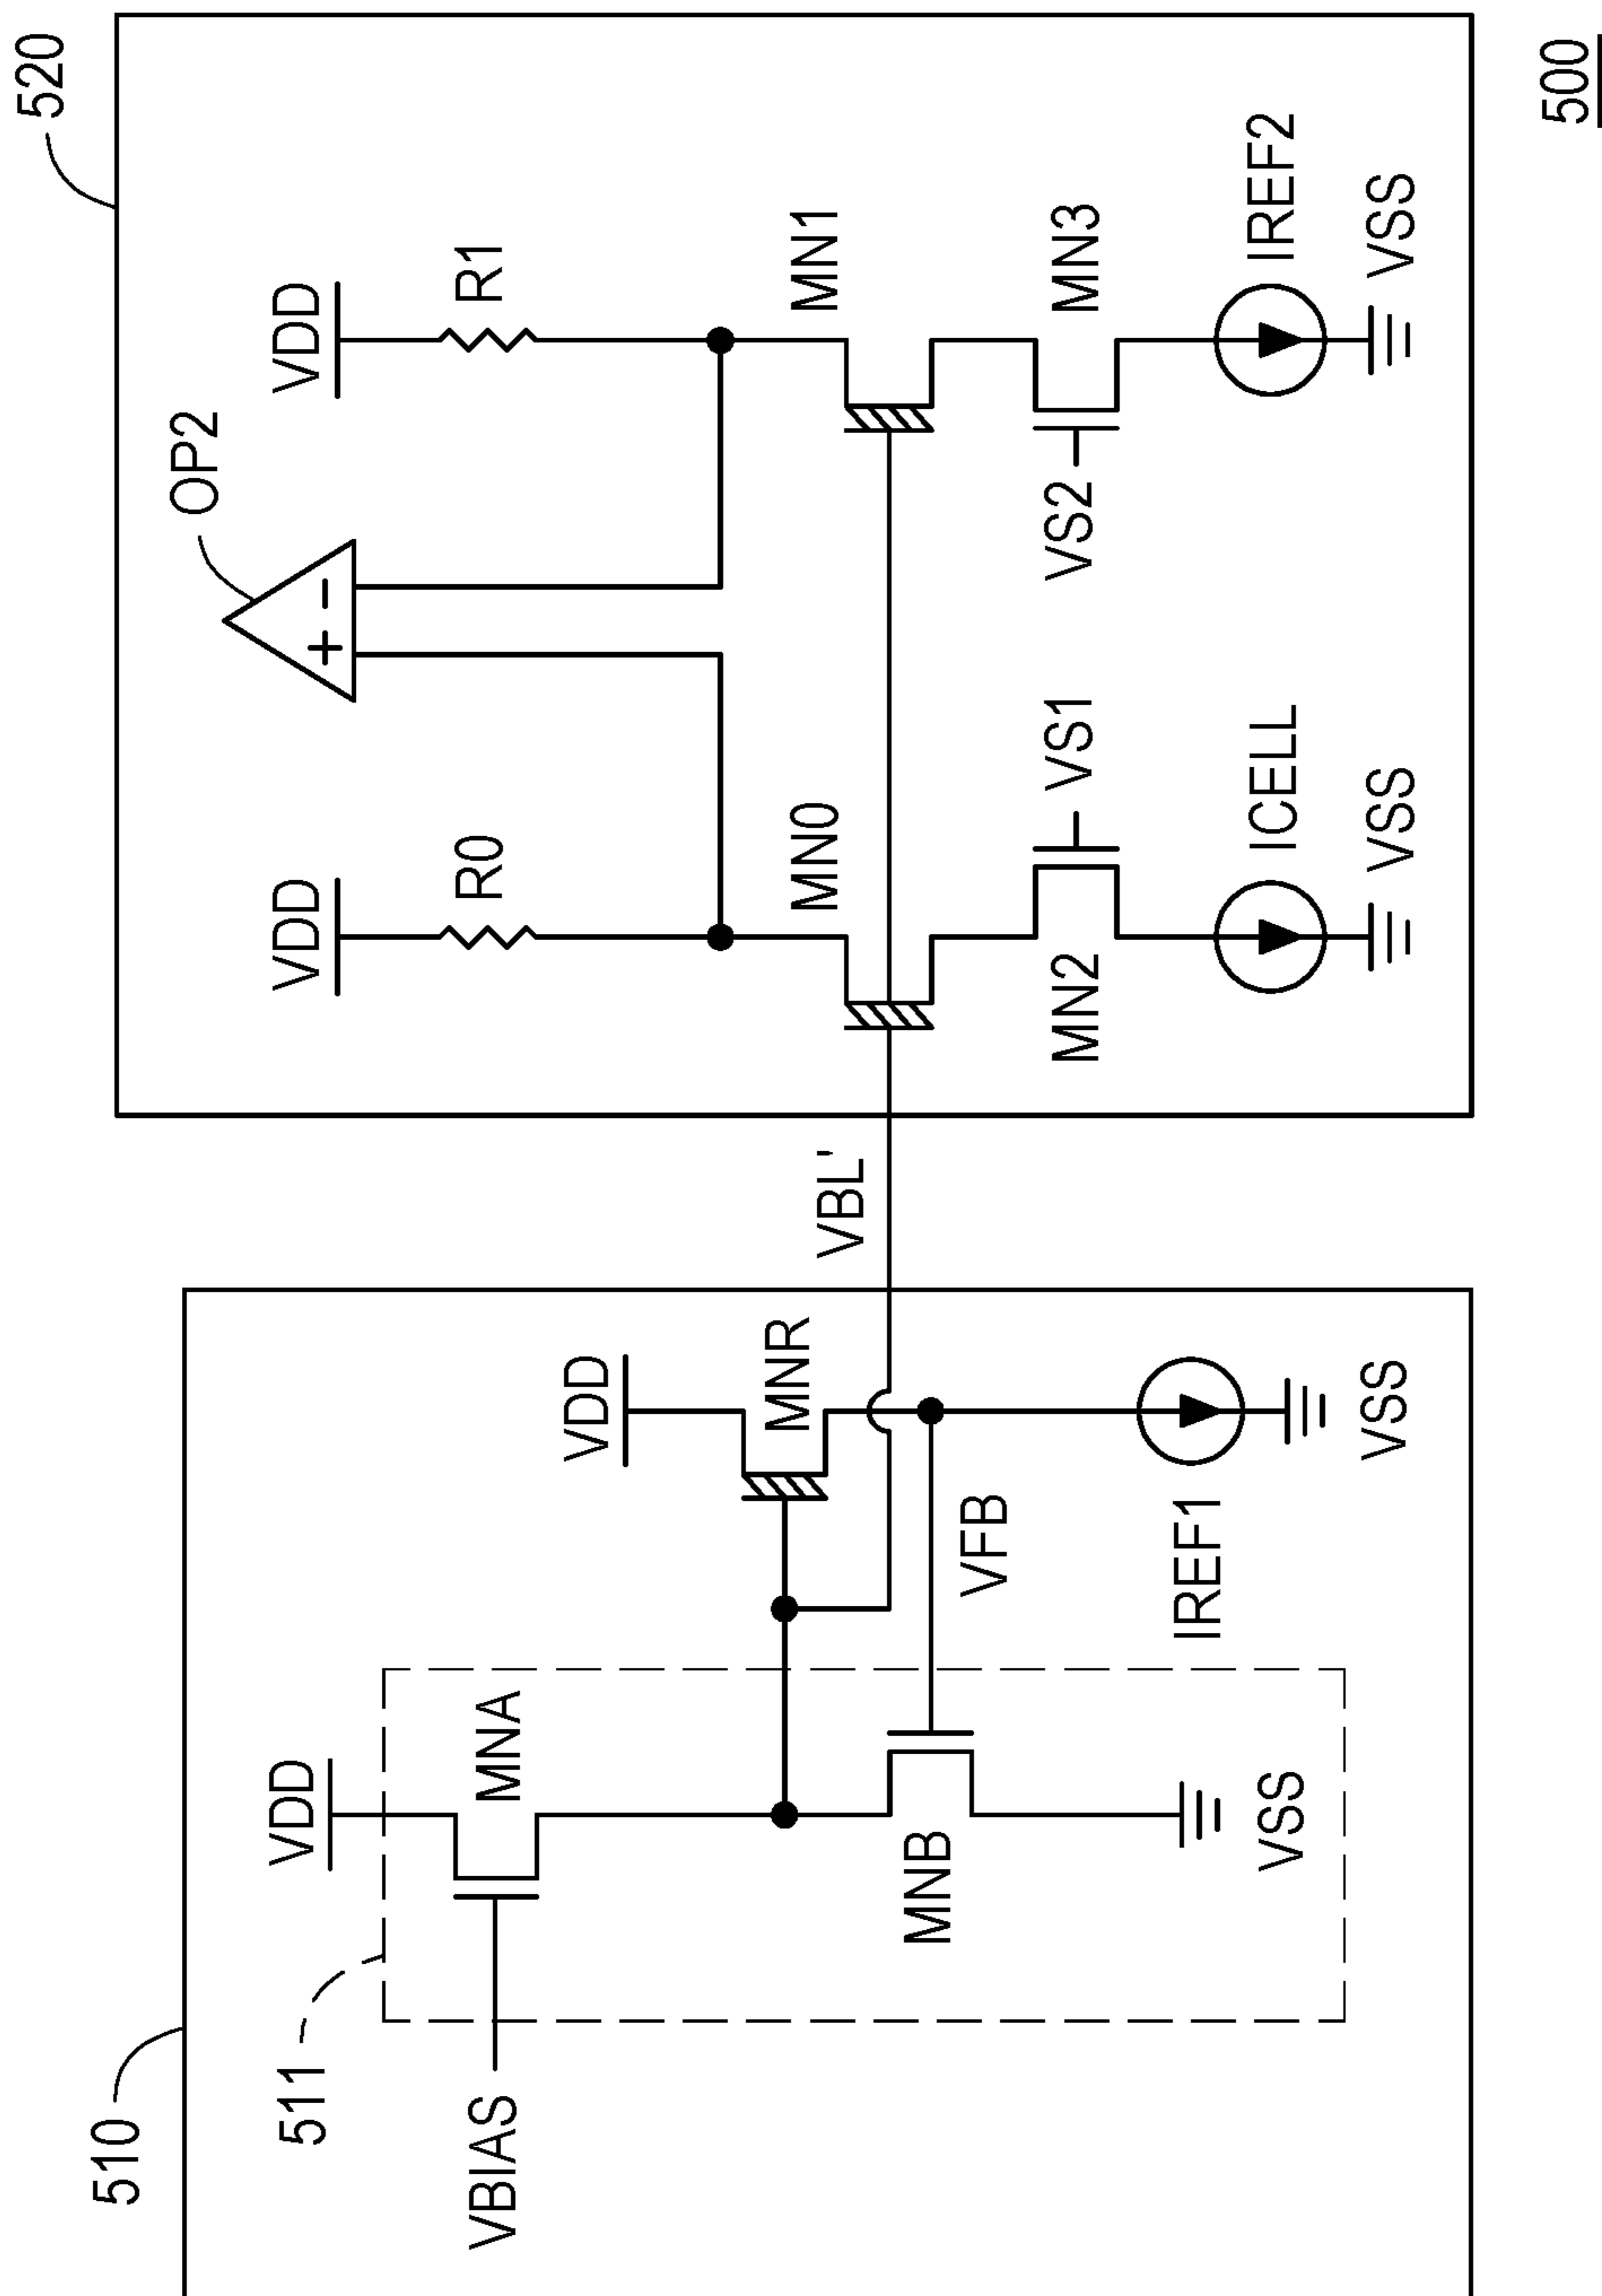 510
511
VBIAS
VDD
MNA
MNB
VSS
VDD
MNR
VFB
IREF1
VSS
VBL'
520
OP2
+ -
VDD
R0
MN0
MN2
VS1
ICELL
VSS
VDD
R1
MN1
VS2
MN3
IREF2
VSS
500